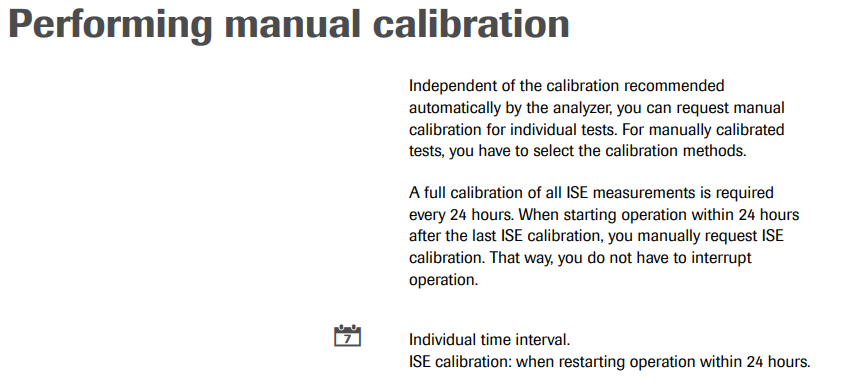 Performing manual calibration
Independent of the calibration recommended
automatically by the analyzer, you can request manual
calibration for individual tests. For manually calibrated
tests, you have to select the calibration methods.
A full calibration of all ISE measurements is required
every 24 hours. When starting operation within 24 hours
after the last ISE calibration, you manually request ISE
calibration. That way, you do not have to interrupt
operation.
7
Individual time interval.
ISE calibration: when restarting operation within 24 hours.